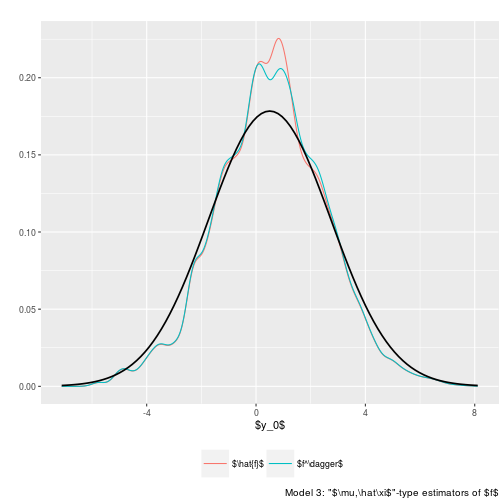 0.20
0.15
0.10
0.05
0.00
-4 0 4 8
$y_0$
$\hat{f}$ $f^\dagger$
Model 3: "$\mu,\hat\xi$"-type estimators of $f$